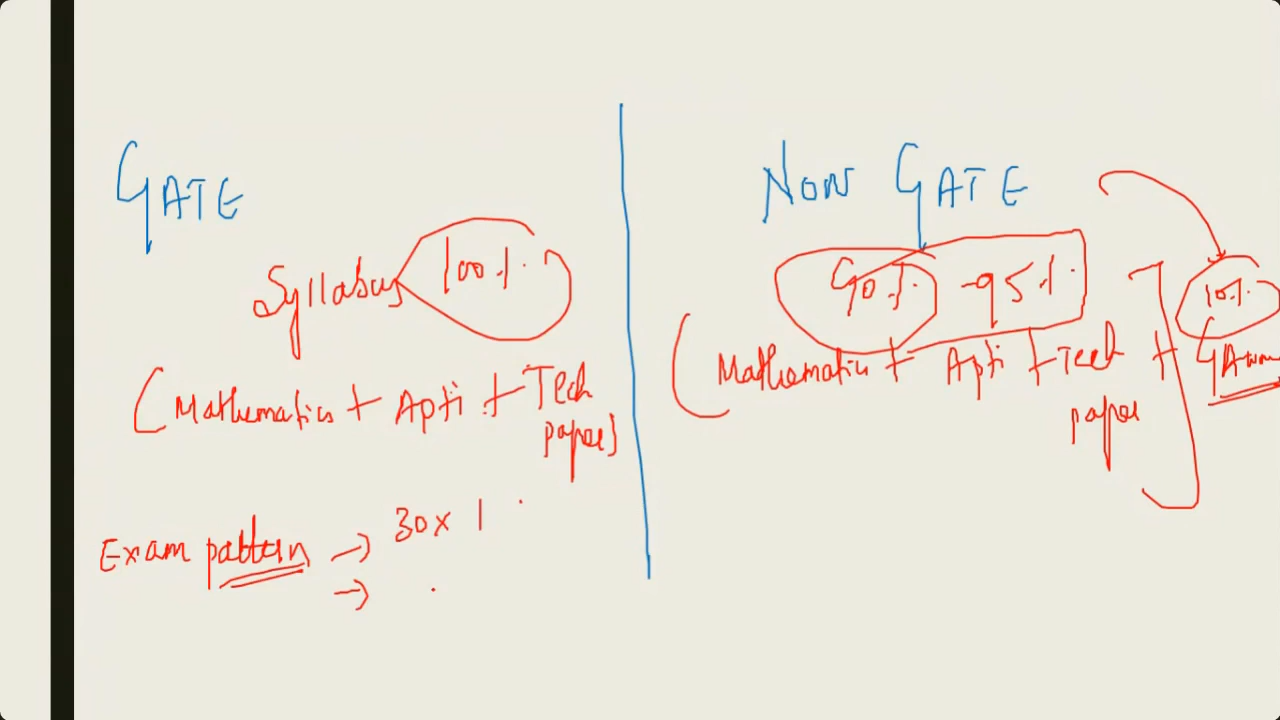 GATE
Syllabus 100%.
(Mathematics + Apti + Tech
paper)
Exam pattern → 30 x 1
→
NON GATE
90% - 95%.
10%.
(Mathematics + Apti + Tech +
paper